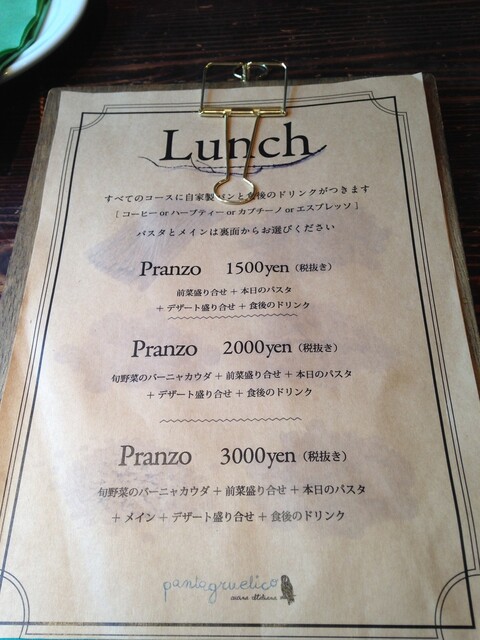 Lunch
すべてのコースに自家製パンと食後のドリンクがつきます
[ コーヒー or ハーブティー or カプチーノ or エスプレッソ ]
パスタとメインは裏面からお選びください
Pranzo 1500yen（税抜き）
前菜盛り合せ + 本日のパスタ
+ デザート盛り合せ + 食後のドリンク
Pranzo 2000yen（税抜き）
旬野菜のバーニャカウダ + 前菜盛り合せ + 本日のパスタ
+ デザート盛り合せ + 食後のドリンク
Pranzo 3000yen（税抜き）
旬野菜のバーニャカウダ + 前菜盛り合せ + 本日のパスタ
+ メイン + デザート盛り合せ + 食後のドリンク
pantagruelico